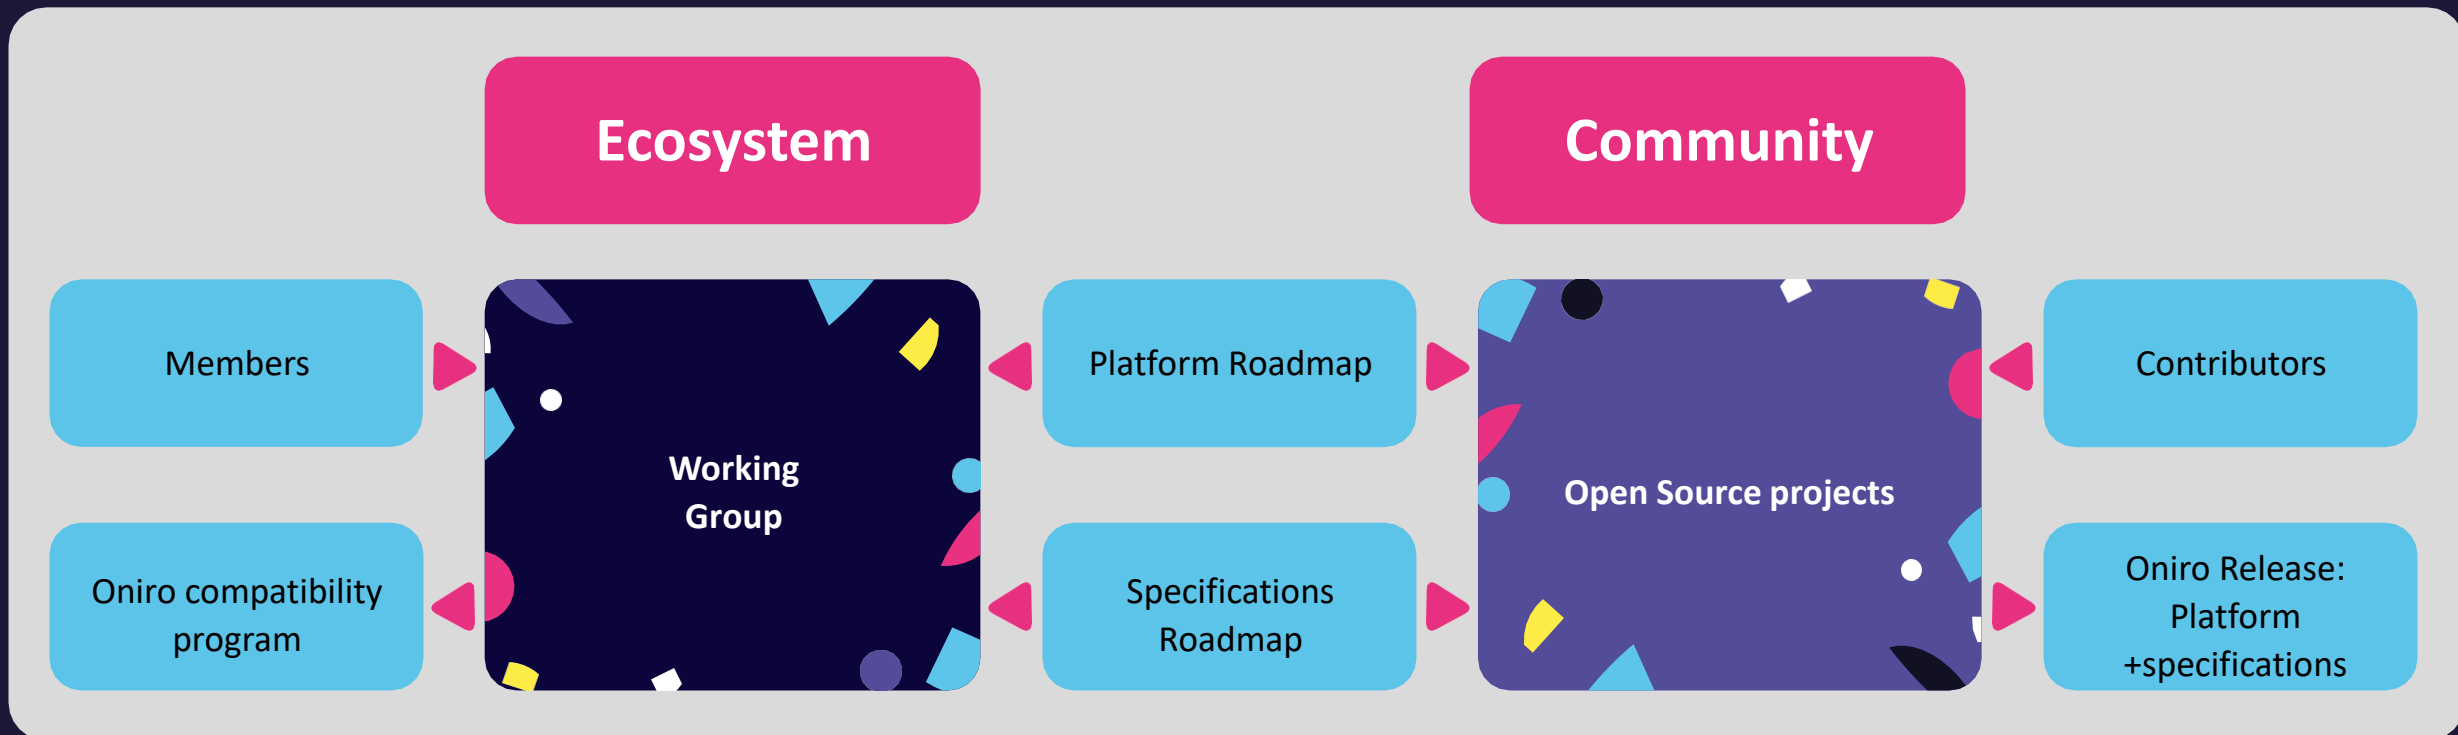 Ecosystem
Community
Members
Working
Group
Platform Roadmap
Open Source projects
Contributors
Oniro compatibility
program
Specifications
Roadmap
Oniro Release:
Platform
+specifications